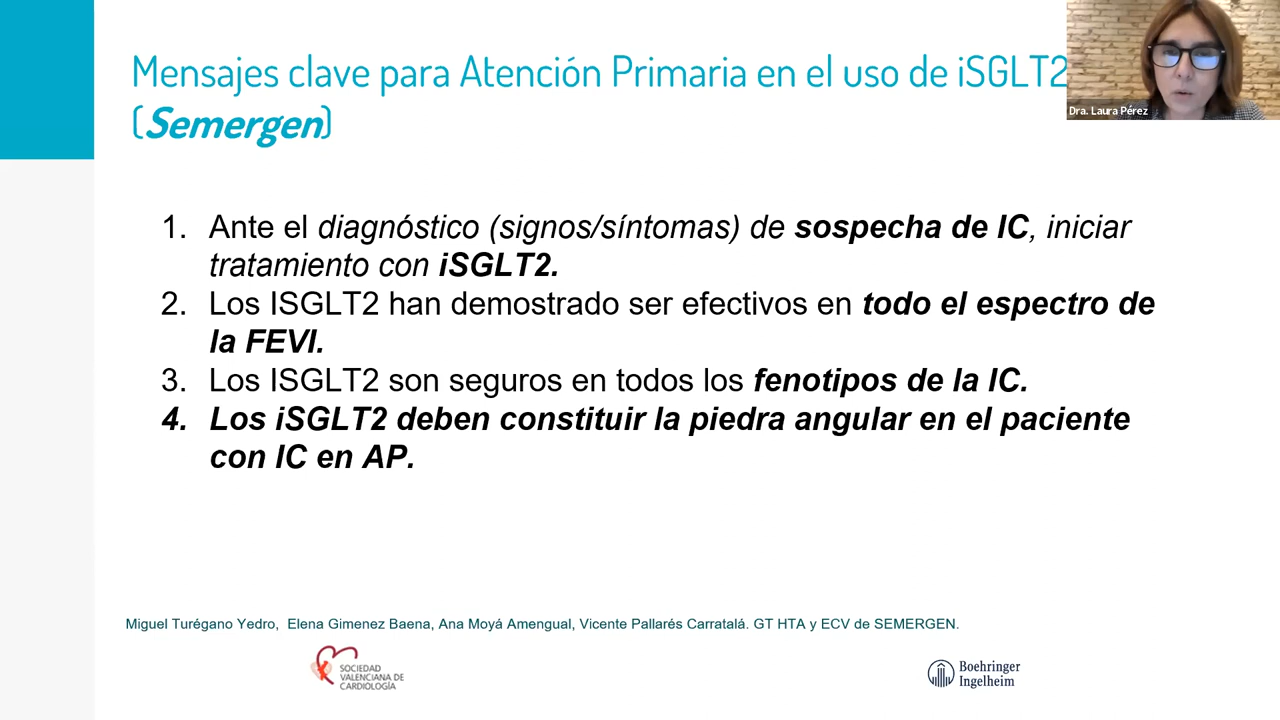 Mensajes clave para Atención Primaria en el uso de iSGLT2
(Semergen)
Dra. Laura Pérez
1. Ante el diagnóstico (signos/síntomas) de sospecha de IC, iniciar
tratamiento con iSGLT2.
2. Los ISGLT2 han demostrado ser efectivos en todo el espectro de
la FEVI.
3. Los ISGLT2 son seguros en todos los fenotipos de la IC.
4. Los iSGLT2 deben constituir la piedra angular en el paciente
con IC en AP.
Miguel Turégano Yedro, Elena Gimenez Baena, Ana Moyá Amengual, Vicente Pallarés Carratalá. GT HTA y ECV de SEMERGEN.
SOCIEDAD
VALENCIANA DE
CARDIOLOGÍA
Boehringer
Ingelheim